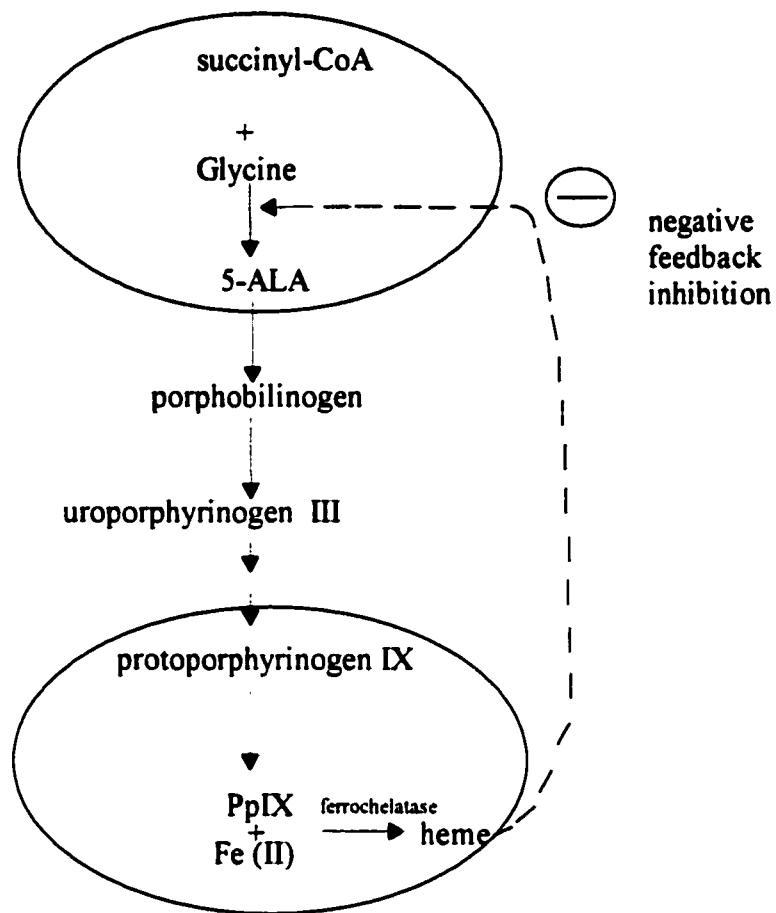 succinyl-CoA
+
Glycine
5-ALA
negative
feedback
inhibition
porphobilinogen
uroporphyrinogen III
protoporphyrinogen IX
PpIX
+
Fe (II)
ferrochelatase
heme